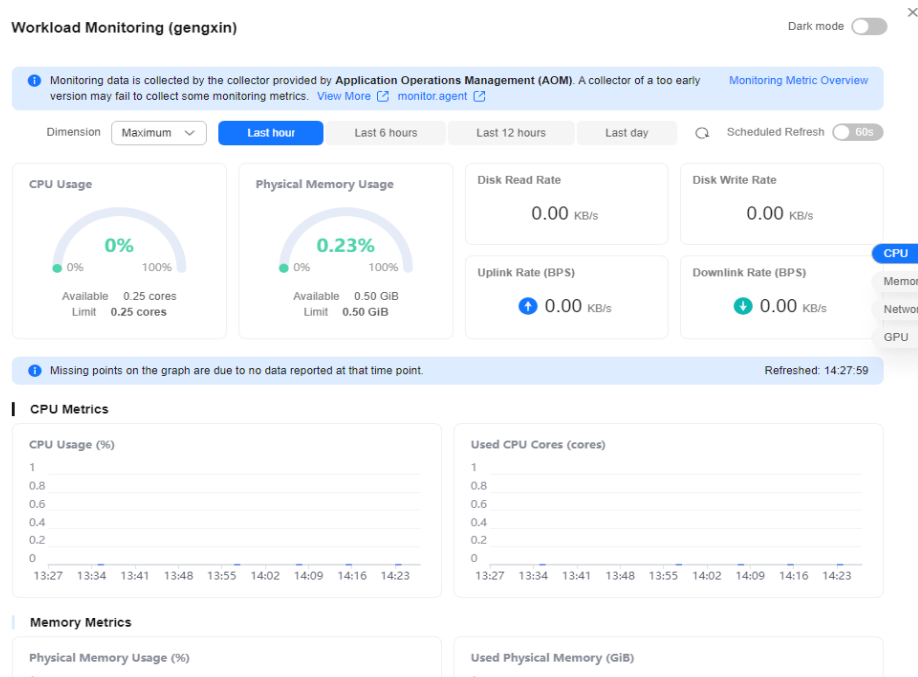 Workload Monitoring (gengxin)
Dark mode
Monitoring data is collected by the collector provided by Application Operations Management (AOM). A collector of a too early
version may fail to collect some monitoring metrics. View More monitor.agent
Monitoring Metric Overview
Dimension Maximum Last hour Last 6 hours Last 12 hours Last day Scheduled Refresh 60s
CPU Usage
0%
0% 100%
Available 0.25 cores
Limit 0.25 cores
Physical Memory Usage
0.23%
0% 100%
Available 0.50 GiB
Limit 0.50 GiB
Disk Read Rate
0.00 KB/s
Disk Write Rate
0.00 KB/s
Uplink Rate (BPS)
0.00 KB/s
Downlink Rate (BPS)
0.00 KB/s
CPU
Memor
Networ
GPU
Missing points on the graph are due to no data reported at that time point.
Refreshed: 14:27:59
CPU Metrics
CPU Usage (%)
1
0.8
0.6
0.4
0.2
0
13:27 13:34 13:41 13:48 13:55 14:02 14:09 14:16 14:23
Used CPU Cores (cores)
1
0.8
0.6
0.4
0.2
0
13:27 13:34 13:41 13:48 13:55 14:02 14:09 14:16 14:23
Memory Metrics
Physical Memory Usage (%)
Used Physical Memory (GiB)